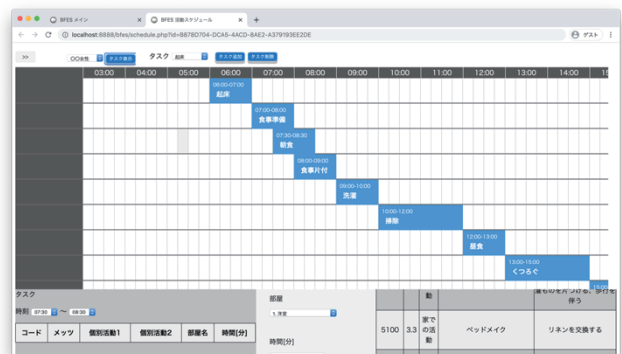 BFES メイン
BFES 活動スケジュール
localhost:8888/bfes/schedule.php?id=B878D704-DCA5-4ACD-8AE2-A379193EE2DE
ゲスト
>>
○○女性
タスク表示
タスク
起床
タスク追加
タスク削除
03:00 04:00 05:00 06:00 07:00 08:00 09:00 10:00 11:00 12:00 13:00 14:00
06:00-07:00
起床
07:00-08:00
食事準備
07:30-08:30
朝食
08:00-09:00
食事片付
09:00-10:00
洗濯
10:00-12:00
掃除
12:00-13:00
昼食
13:00-15:00
くつろぐ
15:00
タスク
時刻 07:30 〜 08:30
コード メッツ 個別活動1 個別活動2 部屋名 時間[分]
部屋
1. 洋室
時間[分]
動
伴う
5100 3.3 家での活動 ベッドメイク リネンを交換する